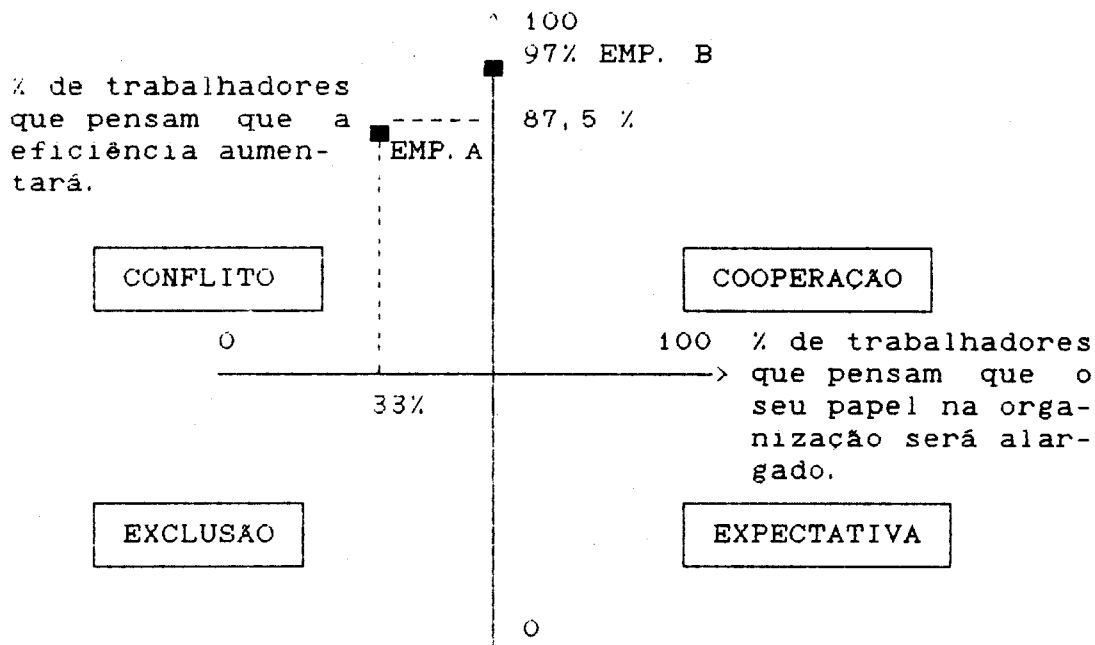 100
97% EMP. B
% de trabalhadores
que pensam que a
eficiência aumen-
tará.
87,5 %
EMP. A
CONFLITO
COOPERAÇÃO
0
100
% de trabalhadores
que pensam que o
seu papel na orga-
nização será alar-
gado.
33%
EXCLUSÃO
EXPECTATIVA
0